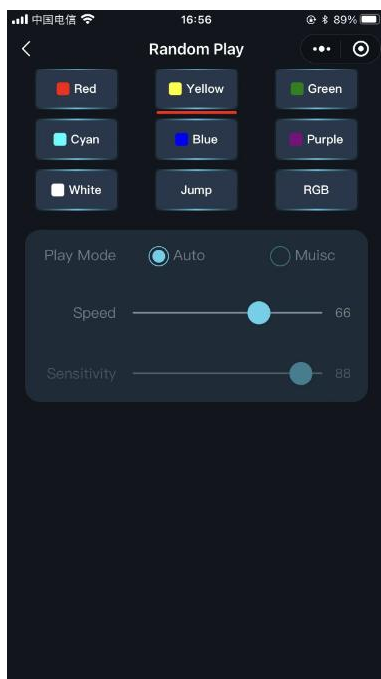 中国电信 16:56 89%
Random Play
Red Yellow Green
Cyan Blue Purple
White Jump RGB
Play Mode Auto Muisc
Speed 66
Sensitivity 88